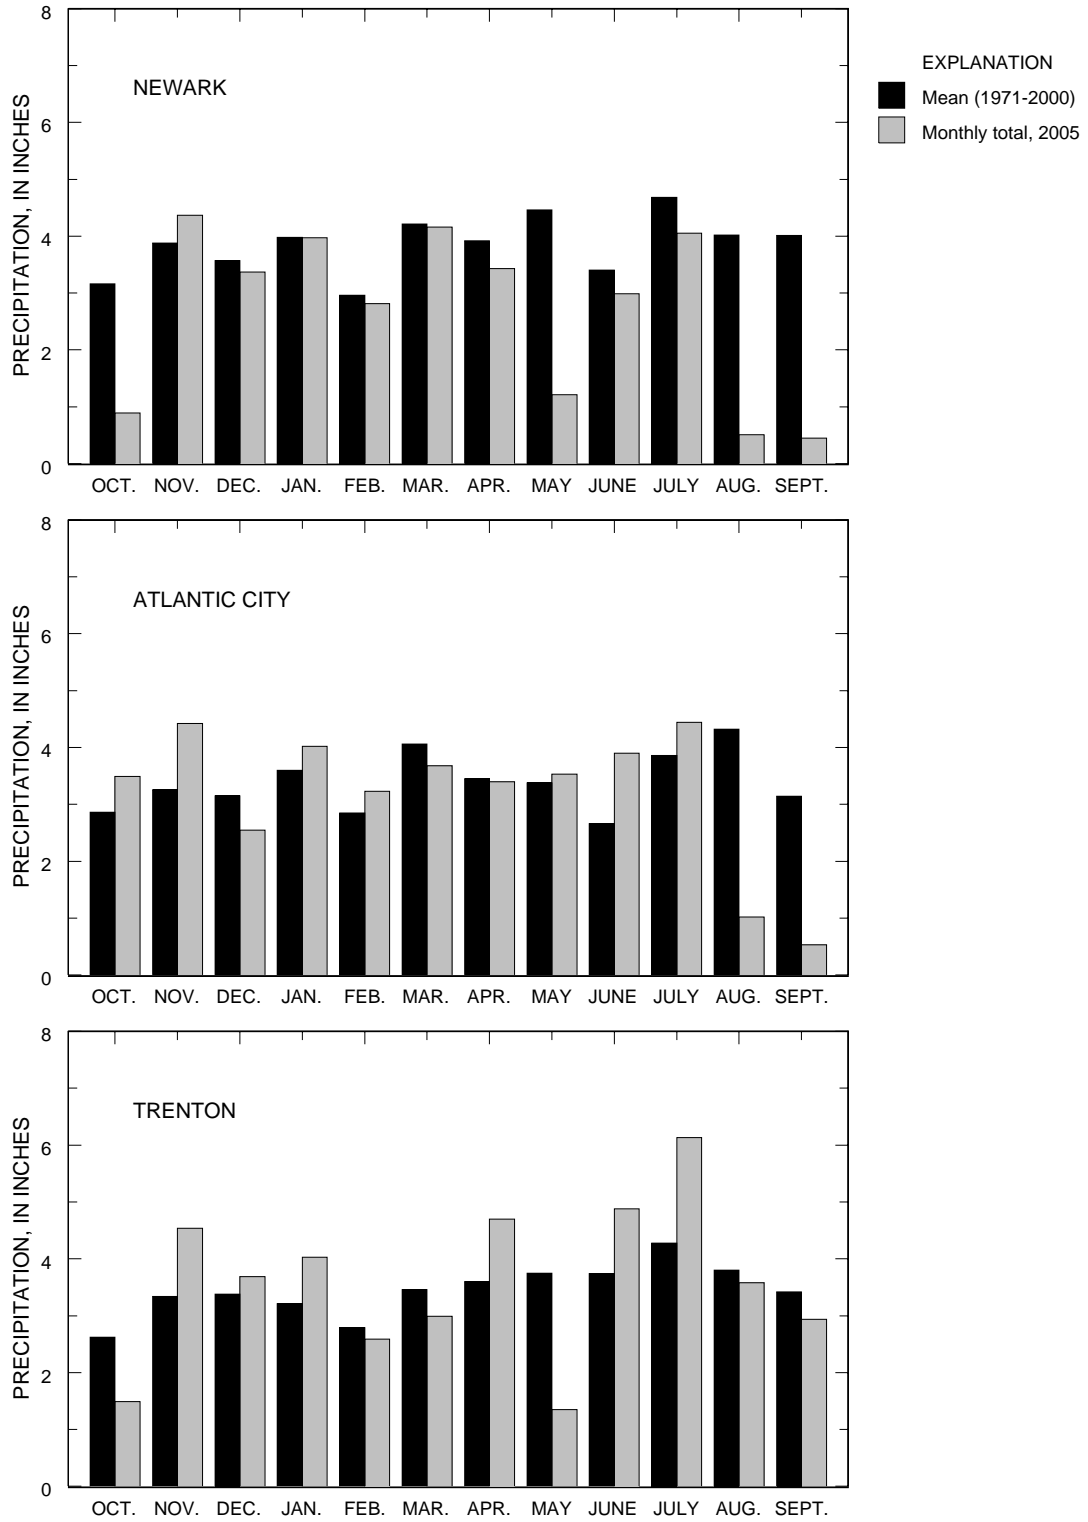 8
NEWARK
EXPLANATION
Mean (1971-2000)
Monthly total, 2005
6
PRECIPITATION, IN INCHES
4
2
0
OCT. NOV. DEC. JAN. FEB. MAR. APR. MAY JUNE JULY AUG. SEPT.
8
ATLANTIC CITY
6
PRECIPITATION, IN INCHES
4
2
0
OCT. NOV. DEC. JAN. FEB. MAR. APR. MAY JUNE JULY AUG. SEPT.
8
TRENTON
6
PRECIPITATION, IN INCHES
4
2
0
OCT. NOV. DEC. JAN. FEB. MAR. APR. MAY JUNE JULY AUG. SEPT.